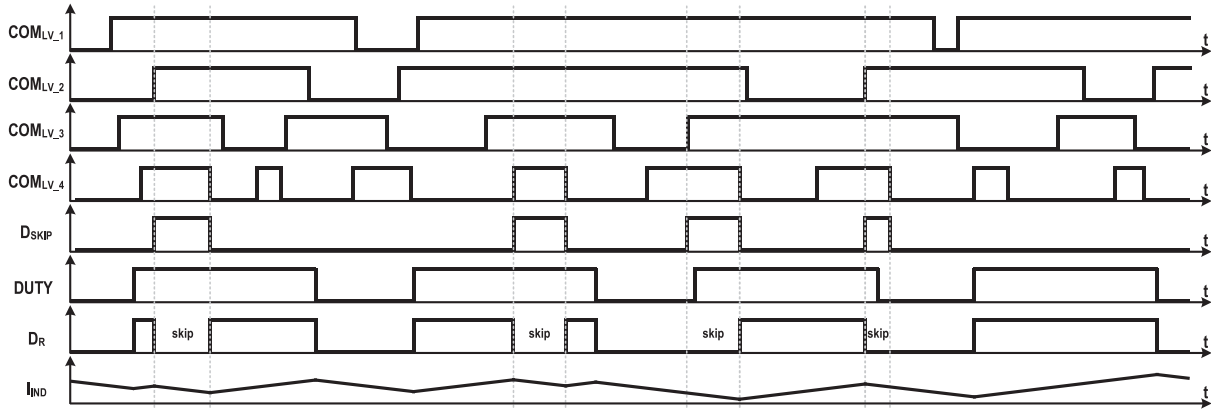 COMLV_1
t
COMLV_2
t
COMLV_3
t
COMLV_4
t
DSKIP
t
DUTY
t
DR
skip
skip
skip
skip
t
IIND
t